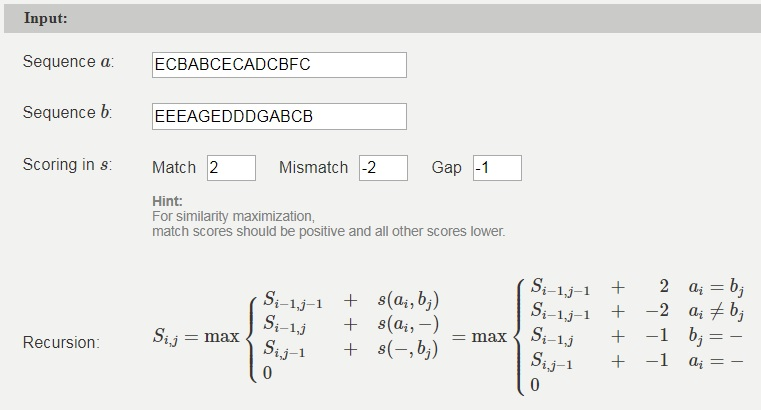 Input:
Sequence a: ECBABCECADCBFC
Sequence b: EEEAGEDDDGABCB
Scoring in s: Match 2 Mismatch -2 Gap -1
Hint:
For similarity maximization,
match scores should be positive and all other scores lower.
Recursion: S_{i,j} = max { S_{i−1,j−1} + s(a_i, b_j) = max { S_{i−1,j−1} + 2 a_i = b_j
S_{i−1,j} + s(a_i, −) S_{i−1,j−1} + −2 a_i ≠ b_j
S_{i,j−1} + s(−, b_j) S_{i−1,j} + −1 b_j = −
0 S_{i,j−1} + −1 a_i = −
0